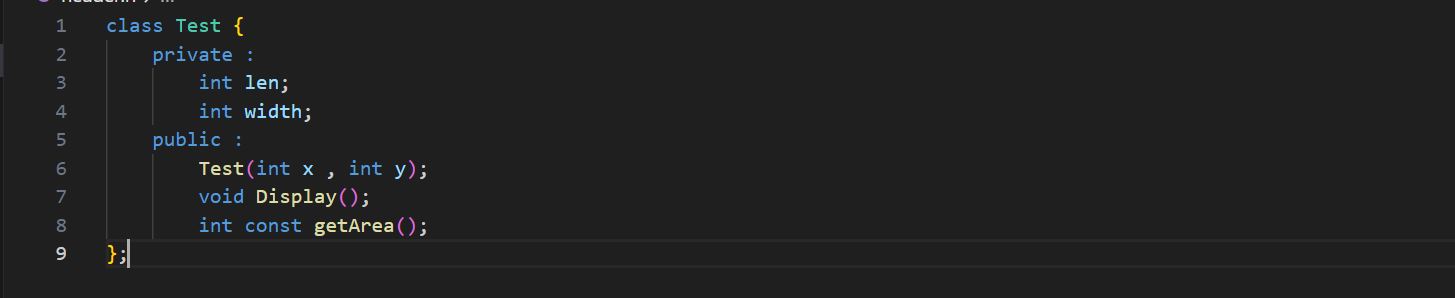 1 class Test {
2 private :
3 int len;
4 int width;
5 public :
6 Test(int x , int y);
7 void Display();
8 int const getArea();
9 };